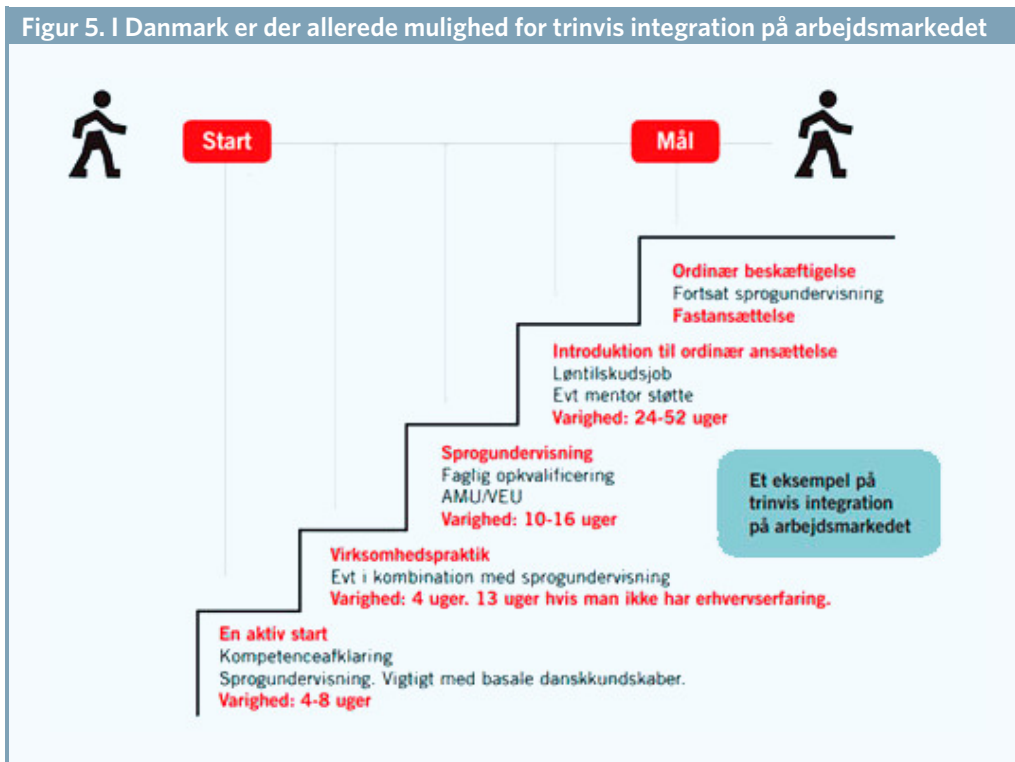 Figur 5. I Danmark er der allerede mulighed for trinvis integration på arbejdsmarkedet
Start
Mål
Ordinær beskæftigelse
Fortsat sprogundervisning
Fastansættelse
Introduktion til ordinær ansættelse
Løntilskudsjob
Evt mentor støtte
Varighed: 24-52 uger
Sprogundervisning
Faglig opkvalificering
AMU/VEU
Varighed: 10-16 uger
Et eksempel på
trinvis integration
på arbejdsmarkedet
Virksomhedspraktik
Evt i kombination med sprogundervisning
Varighed: 4 uger. 13 uger hvis man ikke har erhvervserfaring.
En aktiv start
Kompetenceafklaring
Sprogundervisning. Vigtigt med basale danskkundskaber.
Varighed: 4-8 uger